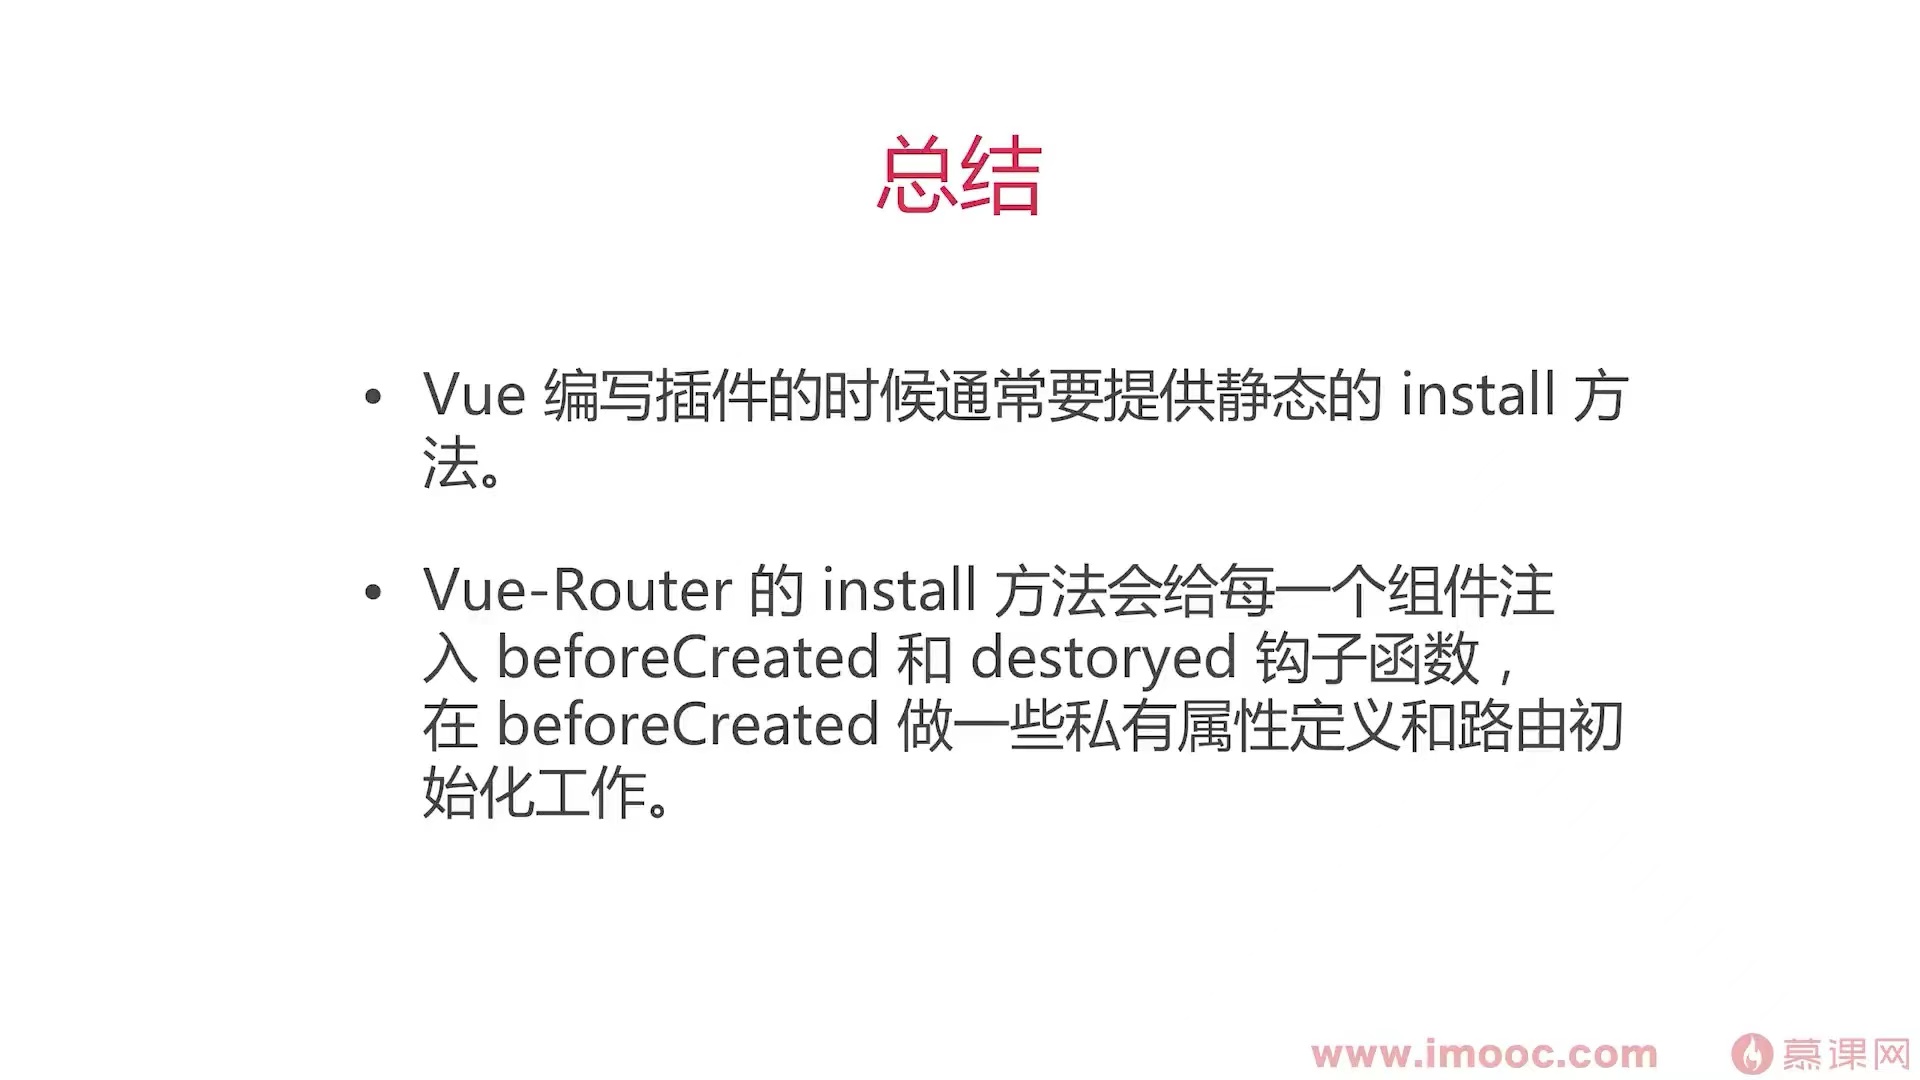 总结
• Vue 编写插件的时候通常要提供静态的 install 方
法。
• Vue-Router 的 install 方法会给每一个组件注
入 beforeCreated 和 destoryed 钩子函数，
在 beforeCreated 做一些私有属性定义和路由初
始化工作。
www.imooc.com 慕课网